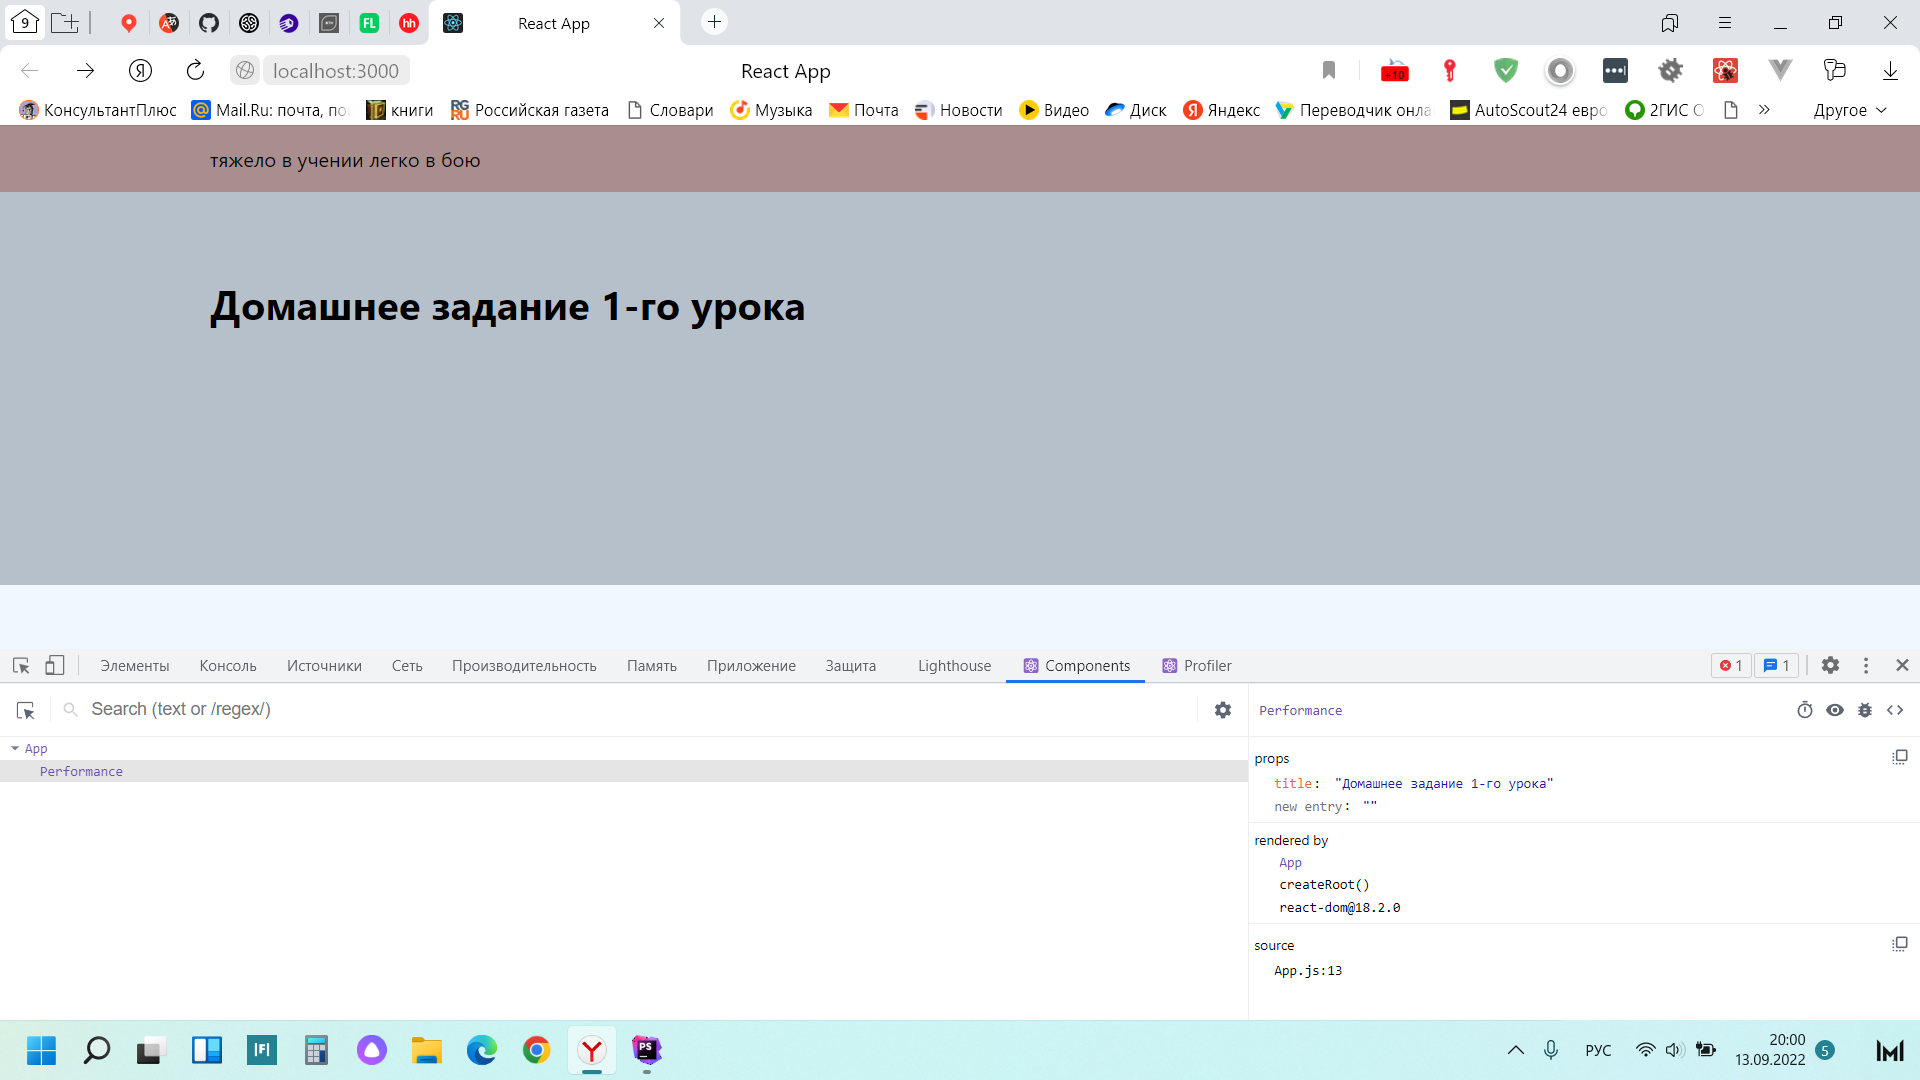 9
FL
hh
React App
Я
localhost:3000
React App
+10
КонсультантПлюс
Mail.Ru: почта, по
книги
Российская газета
Словари
Музыка
Почта
Новости
Видео
Диск
Яндекс
Переводчик онла
AutoScout24 евро
2ГИС О
Другое
тяжело в учении легко в бою
Домашнее задание 1-го урока
Элементы
Консоль
Источники
Сеть
Производительность
Память
Приложение
Защита
Lighthouse
Components
Profiler
1
1
Search (text or /regex/)
Performance
App
Performance
props
title: "Домашнее задание 1-го урока"
new entry: ""
rendered by
App
createRoot()
react-dom@18.2.0
source
App.js:13
PS
РУС
20:00
13.09.2022
5